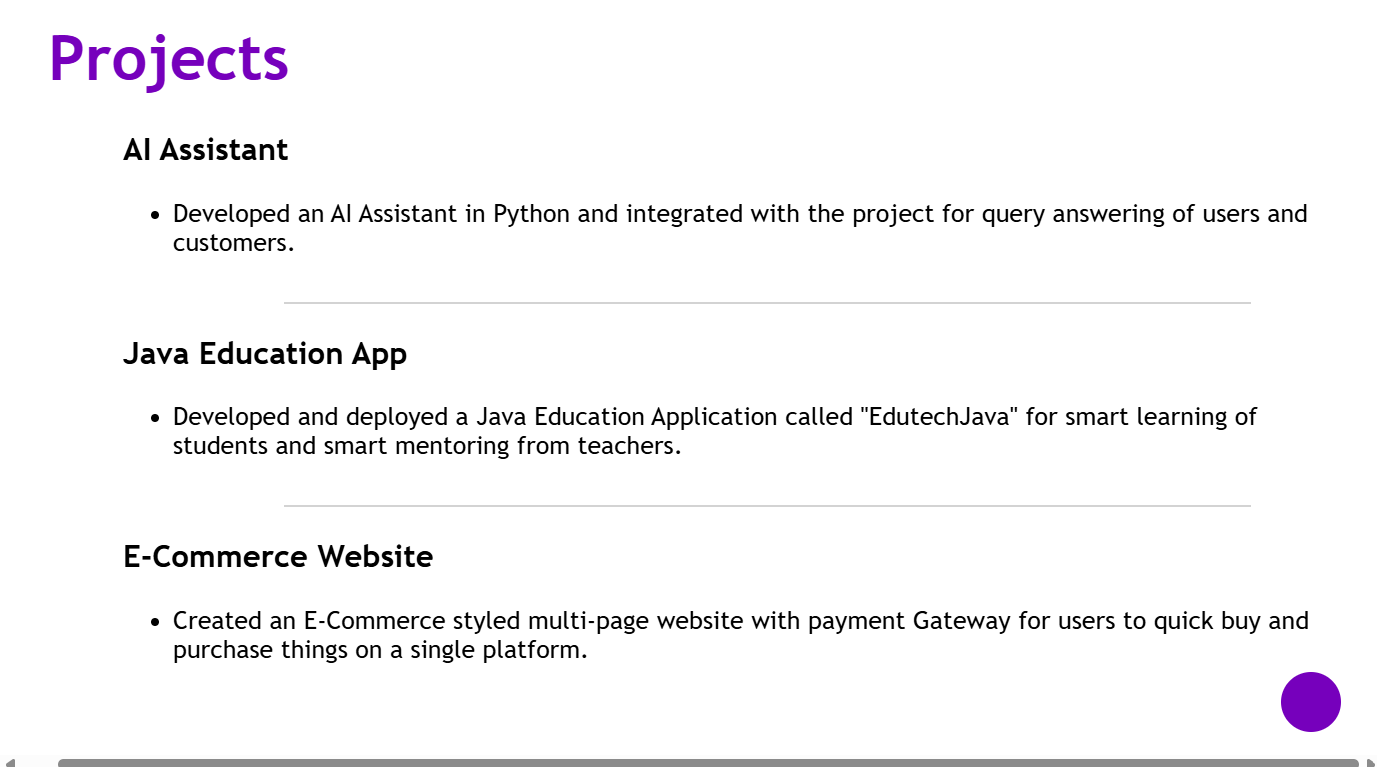 Projects
AI Assistant
Developed an AI Assistant in Python and integrated with the project for query answering of users and
customers.
Java Education App
Developed and deployed a Java Education Application called "EdutechJava" for smart learning of
students and smart mentoring from teachers.
E-Commerce Website
Created an E-Commerce styled multi-page website with payment Gateway for users to quick buy and
purchase things on a single platform.